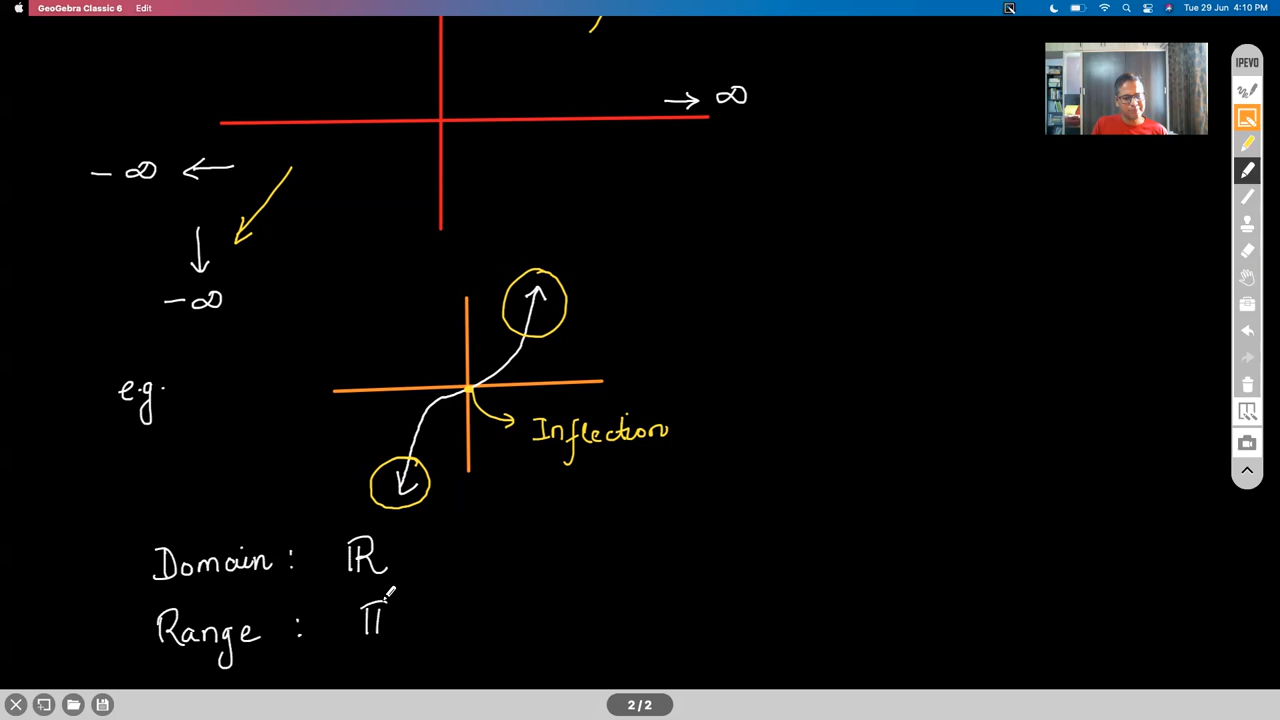 GeoGebra Classic 6 Edit
Tue 29 Jun 4:10 PM
IPEVO
→ ∞
- ∞ ←
↓
- ∞
e.g.
Inflection
Domain : ℝ
Range :
2 / 2